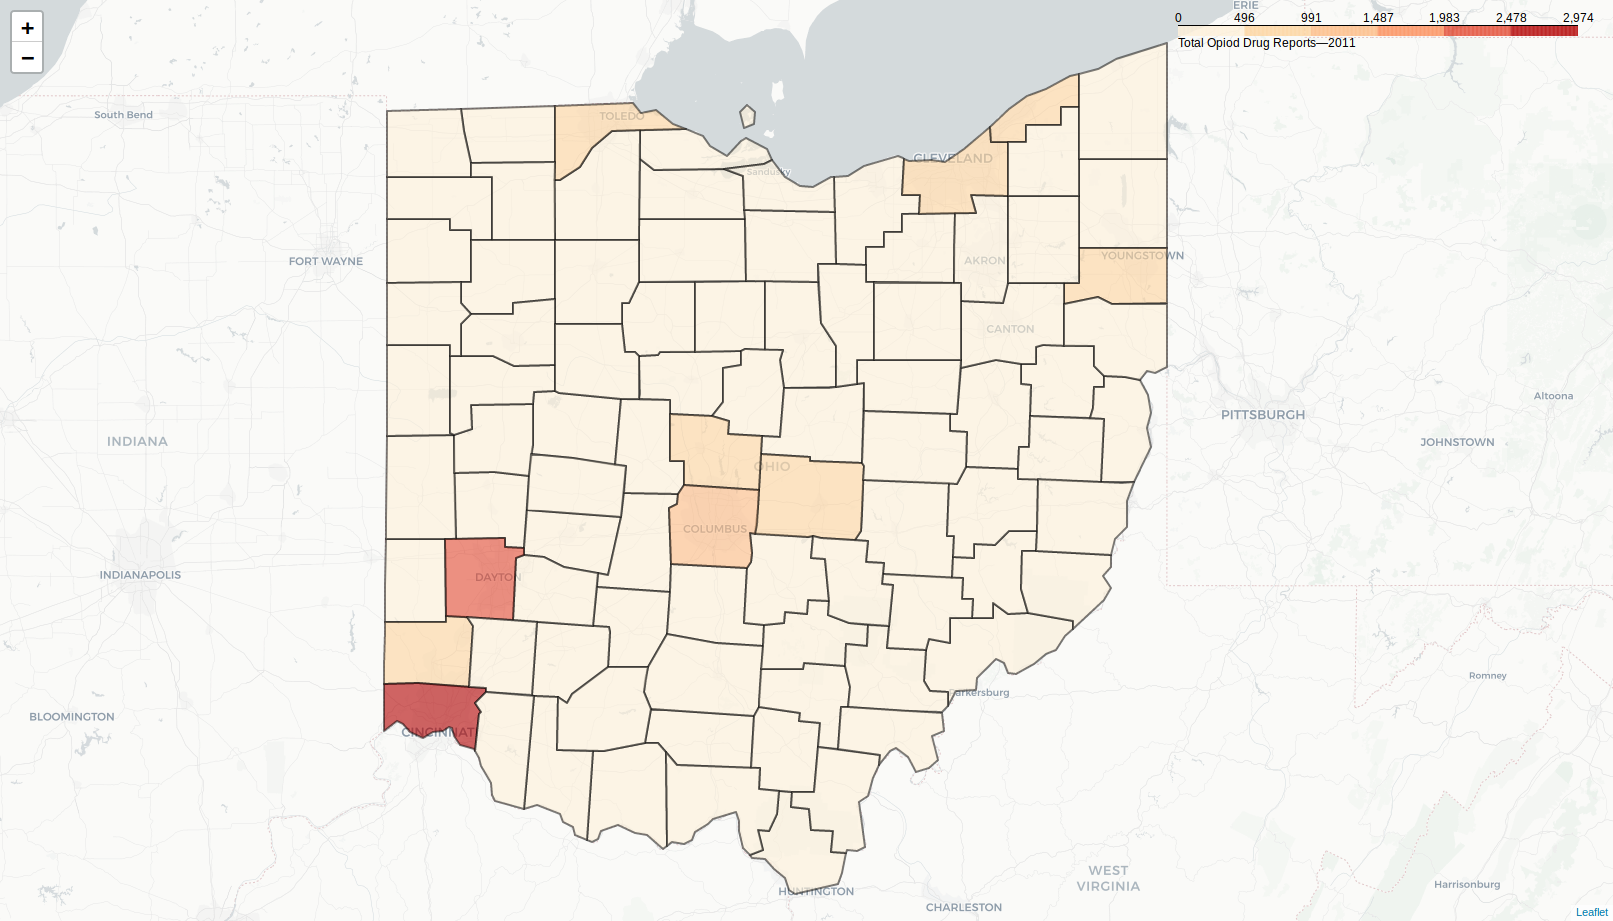 +
−
ERIE
0 496 991 1,487 1,983 2,478 2,974
Total Opiod Drug Reports—2011
South Bend
TOLEDO
CLEVELAND
Sandusky
FORT WAYNE
AKRON
YOUNGSTOWN
CANTON
Altoona
PITTSBURGH
INDIANA
JOHNSTOWN
OHIO
COLUMBUS
INDIANAPOLIS
DAYTON
Romney
arkersburg
BLOOMINGTON
CINCINNAT
WEST
VIRGINIA
Harrisonburg
HUNTINGTON
CHARLESTON
Leaflet